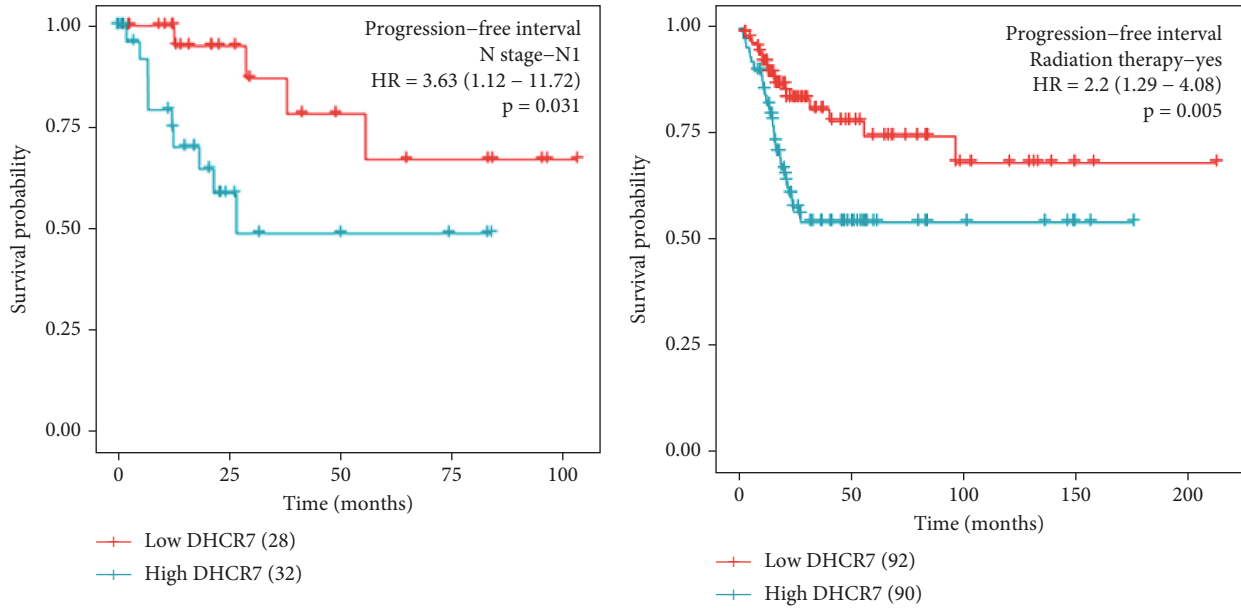 Progression−free interval
N stage−N1
HR = 3.63 (1.12 − 11.72)
p = 0.031
1.00
0.75
0.50
0.25
0.00
Survival probability
0 25 50 75 100
Time (months)
Low DHCR7 (28)
High DHCR7 (32)
Progression−free interval
Radiation therapy−yes
HR = 2.2 (1.29 − 4.08)
p = 0.005
1.00
0.75
0.50
0.25
0.00
Survival probability
0 50 100 150 200
Time (months)
Low DHCR7 (92)
High DHCR7 (90)